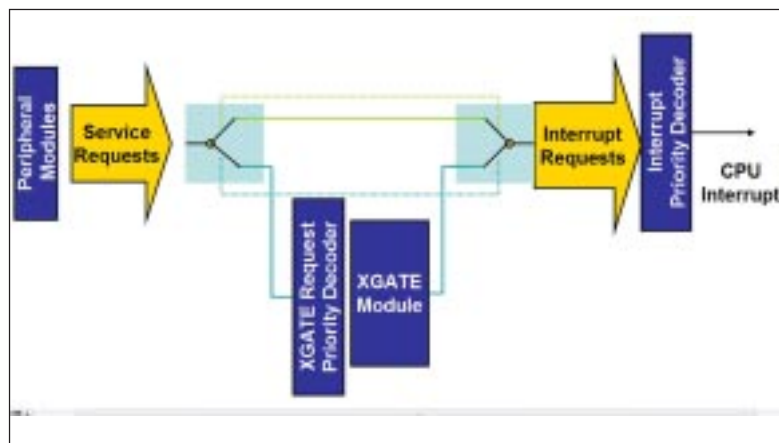 Peripheral
Modules
Service
Requests
XGATE Request
Priority Decoder
XGATE
Module
Interrupt
Requests
Interrupt
Priority Decoder
CPU
Interrupt